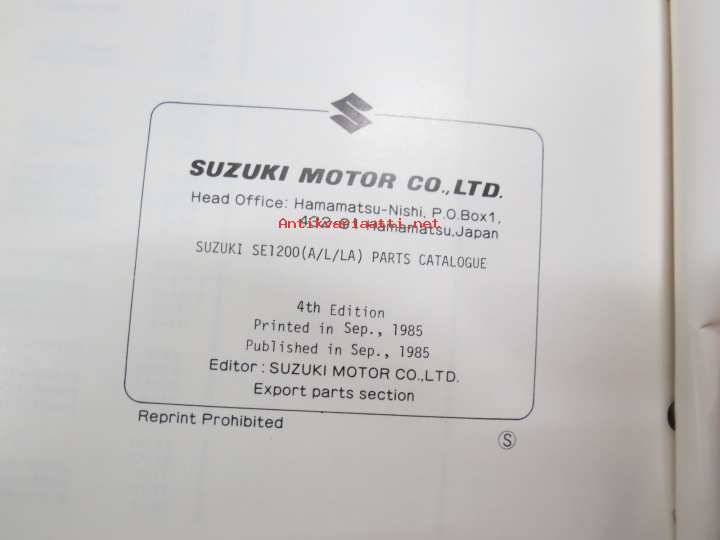 SUZUKI MOTOR CO.,LTD.
Head Office: Hamamatsu-Nishi, P.O.Box1,
Antikvariaatti.net
432-91 Hamamatsu,Japan
SUZUKI SE1200(A/L/LA) PARTS CATALOGUE
4th Edition
Printed in Sep., 1985
Published in Sep., 1985
Editor : SUZUKI MOTOR CO.,LTD.
Export parts section
Reprint Prohibited
Ⓢ